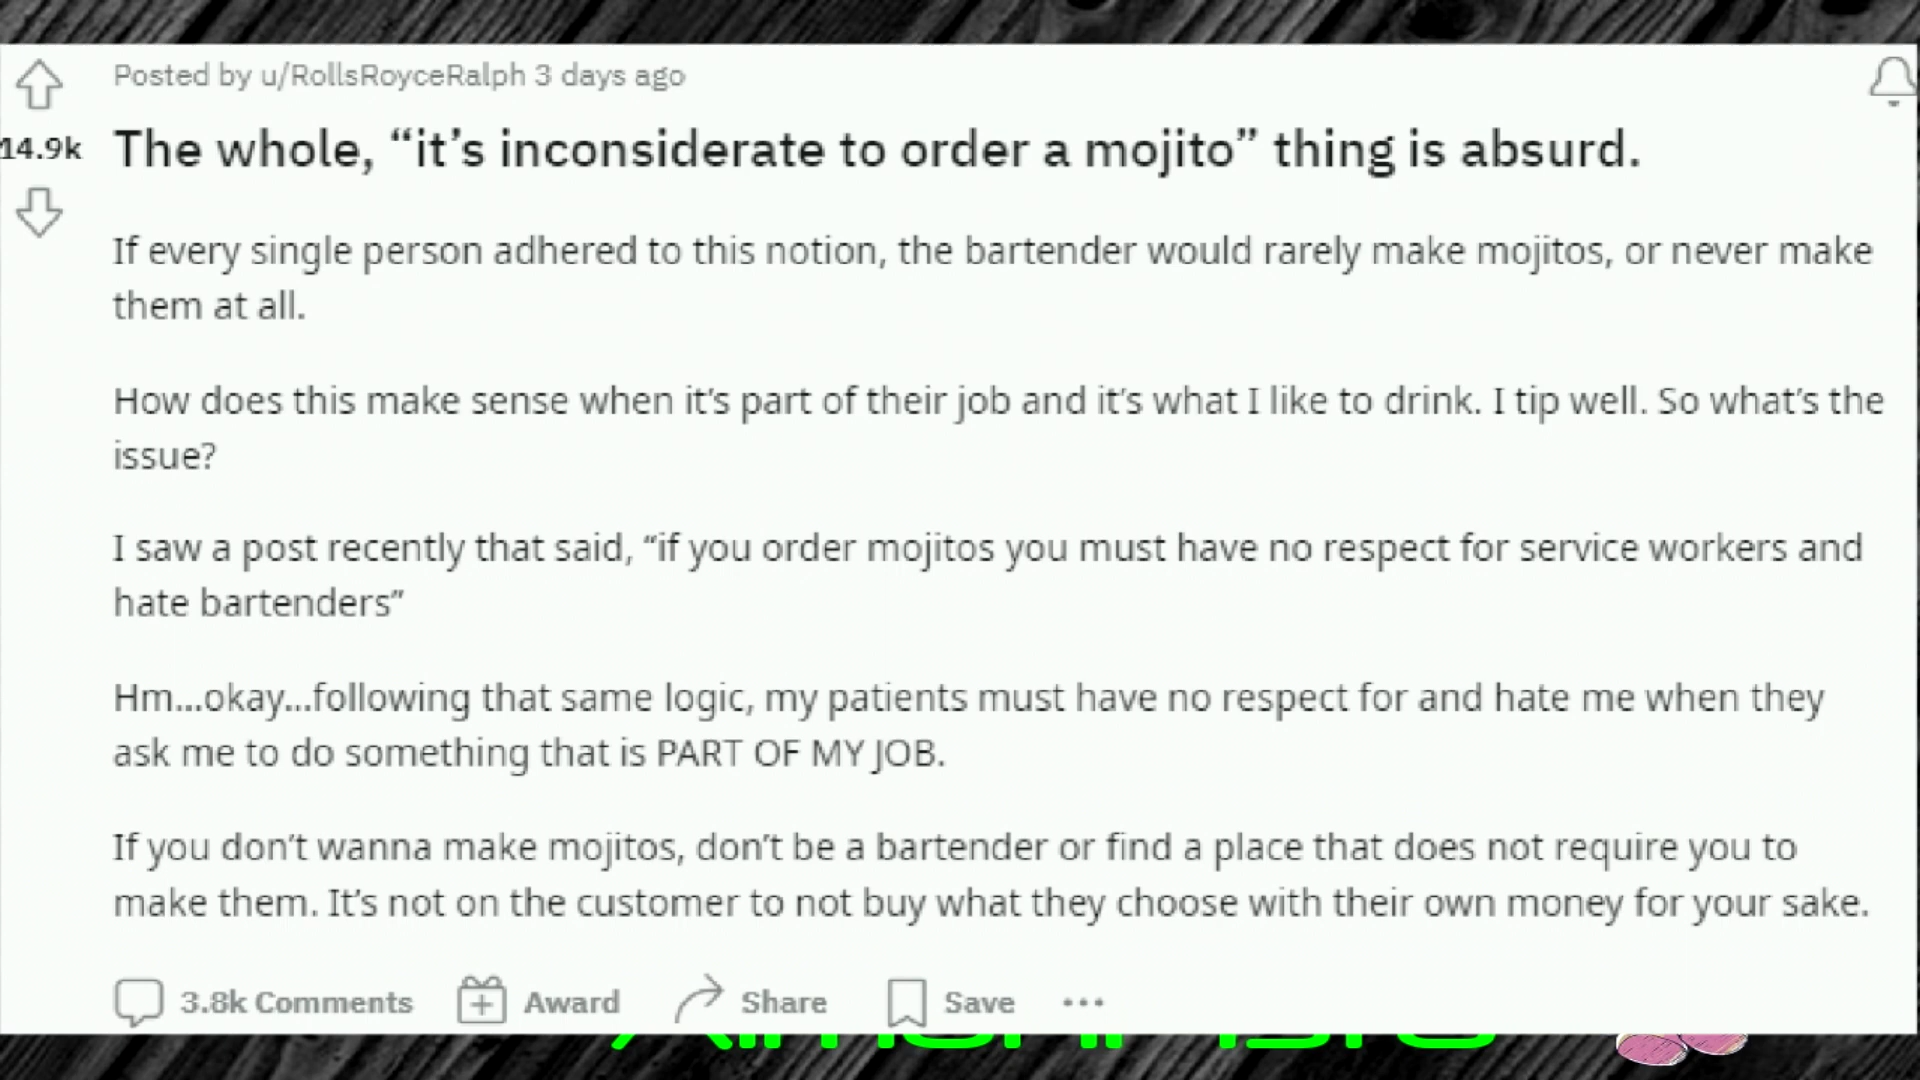 Posted by u/RollsRoyceRalph 3 days ago
14.9k
The whole, “it’s inconsiderate to order a mojito” thing is absurd.
If every single person adhered to this notion, the bartender would rarely make mojitos, or never make
them at all.
How does this make sense when it’s part of their job and it’s what I like to drink. I tip well. So what’s the
issue?
I saw a post recently that said, “if you order mojitos you must have no respect for service workers and
hate bartenders”
Hm...okay...following that same logic, my patients must have no respect for and hate me when they
ask me to do something that is PART OF MY JOB.
If you don’t wanna make mojitos, don’t be a bartender or find a place that does not require you to
make them. It’s not on the customer to not buy what they choose with their own money for your sake.
3.8k Comments Award Share Save